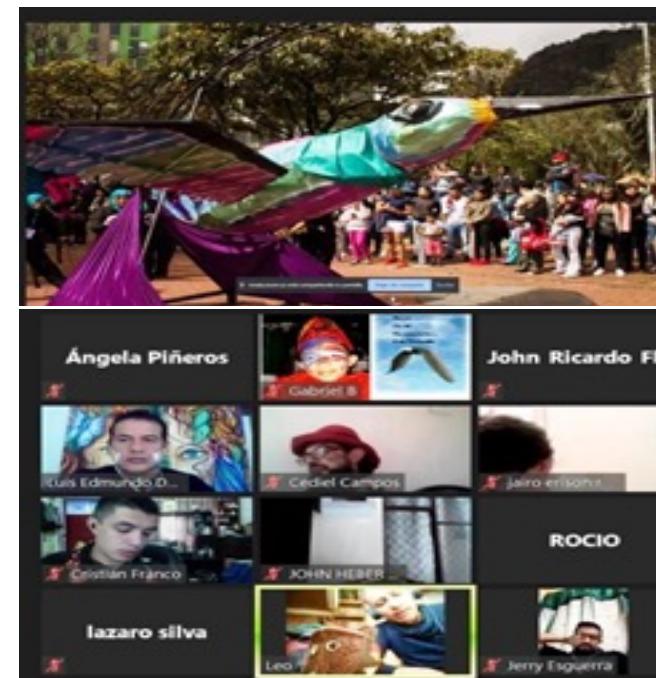 Ángela Piñeros
Gabriel B
John Ricardo Fl
Luis Edmundo D...
Cediel Campos
jairo erison r
Cristian Franco
JOHN HEBER
ROCIO
lazaro silva
Leo
Jerry Esguerra